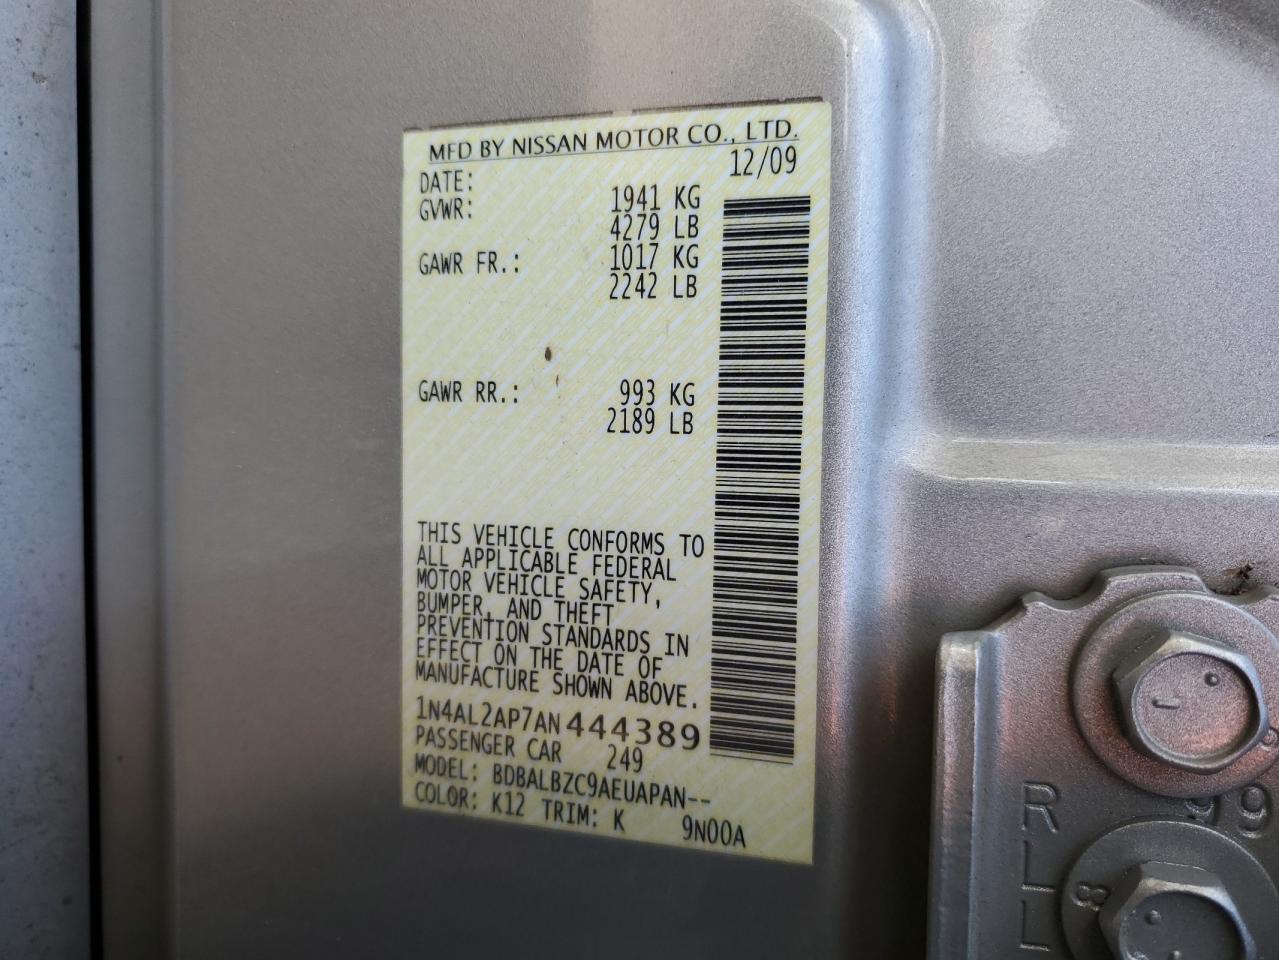 MFD BY NISSAN MOTOR CO., LTD.
DATE: 12/09
GVWR: 1941 KG
4279 LB
GAWR FR.: 1017 KG
2242 LB
GAWR RR.: 993 KG
2189 LB
THIS VEHICLE CONFORMS TO
ALL APPLICABLE FEDERAL
MOTOR VEHICLE SAFETY,
BUMPER, AND THEFT
PREVENTION STANDARDS IN
EFFECT ON THE DATE OF
MANUFACTURE SHOWN ABOVE.
1N4AL2AP7AN444389
PASSENGER CAR 249
MODEL: BDBALBZC9AEUAPAN--
COLOR: K12 TRIM: K 9N00A
R 99
L 8
L